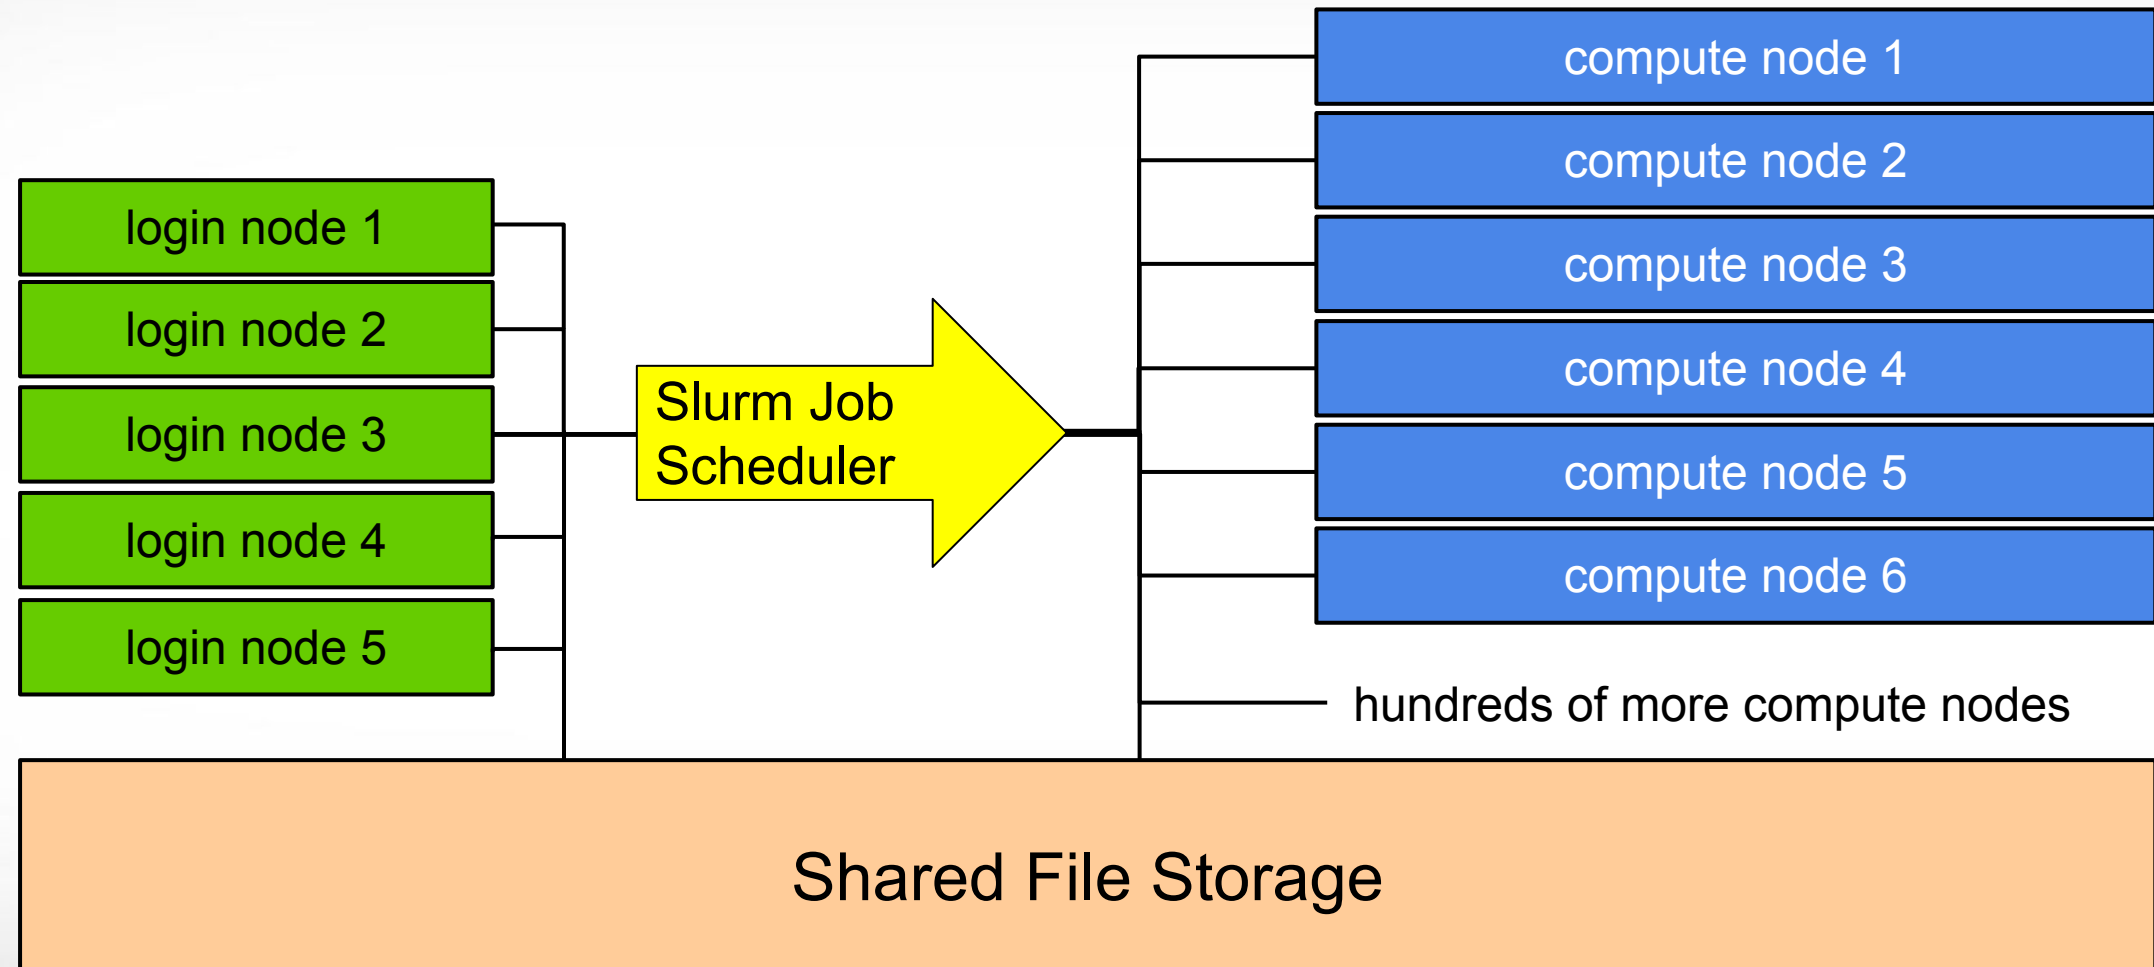 login node 1
login node 2
login node 3
login node 4
login node 5
Slurm Job
Scheduler
compute node 1
compute node 2
compute node 3
compute node 4
compute node 5
compute node 6
hundreds of more compute nodes
Shared File Storage